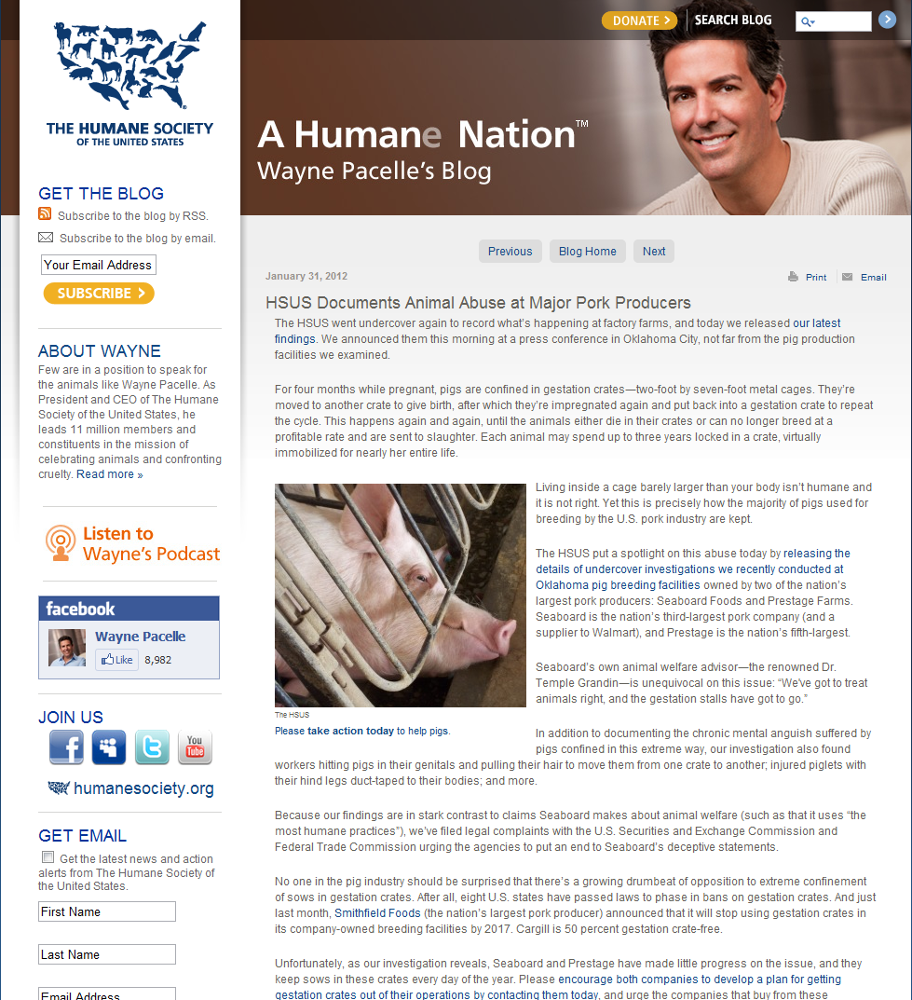 DONATE >
SEARCH BLOG
THE HUMANE SOCIETY
OF THE UNITED STATES
A Humane Nation™
Wayne Pacelle's Blog
GET THE BLOG
Subscribe to the blog by RSS.
Subscribe to the blog by email.
Your Email Address
SUBSCRIBE >
ABOUT WAYNE
Few are in a position to speak for
the animals like Wayne Pacelle. As
President and CEO of The Humane
Society of the United States, he
leads 11 million members and
constituents in the mission of
celebrating animals and confronting
cruelty. Read more »
Listen to
Wayne's Podcast
facebook
Wayne Pacelle
Like 8,982
JOIN US
You
Tube
humanesociety.org
GET EMAIL
Get the latest news and action
alerts from The Humane Society of
the United States.
First Name
Last Name
Email Address
Previous Blog Home Next
January 31, 2012
Print Email
HSUS Documents Animal Abuse at Major Pork Producers
The HSUS went undercover again to record what's happening at factory farms, and today we released our latest
findings. We announced them this morning at a press conference in Oklahoma City, not far from the pig production
facilities we examined.
For four months while pregnant, pigs are confined in gestation crates—two-foot by seven-foot metal cages. They're
moved to another crate to give birth, after which they're impregnated again and put back into a gestation crate to repeat
the cycle. This happens again and again, until the animals either die in their crates or can no longer breed at a
profitable rate and are sent to slaughter. Each animal may spend up to three years locked in a crate, virtually
immobilized for nearly her entire life.
Living inside a cage barely larger than your body isn't humane and
it is not right. Yet this is precisely how the majority of pigs used for
breeding by the U.S. pork industry are kept.
The HSUS put a spotlight on this abuse today by releasing the
details of undercover investigations we recently conducted at
Oklahoma pig breeding facilities owned by two of the nation's
largest pork producers: Seaboard Foods and Prestage Farms.
Seaboard is the nation's third-largest pork company (and a
supplier to Walmart), and Prestage is the nation's fifth-largest.
Seaboard's own animal welfare advisor—the renowned Dr.
Temple Grandin—is unequivocal on this issue: "We've got to treat
animals right, and the gestation stalls have got to go."
The HSUS
Please take action today to help pigs.
In addition to documenting the chronic mental anguish suffered by
pigs confined in this extreme way, our investigation also found
workers hitting pigs in their genitals and pulling their hair to move them from one crate to another; injured piglets with
their hind legs duct-taped to their bodies; and more.
Because our findings are in stark contrast to claims Seaboard makes about animal welfare (such as that it uses "the
most humane practices"), we've filed legal complaints with the U.S. Securities and Exchange Commission and
Federal Trade Commission urging the agencies to put an end to Seaboard's deceptive statements.
No one in the pig industry should be surprised that there's a growing drumbeat of opposition to extreme confinement
of sows in gestation crates. After all, eight U.S. states have passed laws to phase in bans on gestation crates. And just
last month, Smithfield Foods (the nation's largest pork producer) announced that it will stop using gestation crates in
its company-owned breeding facilities by 2017. Cargill is 50 percent gestation crate-free.
Unfortunately, as our investigation reveals, Seaboard and Prestage have made little progress on the issue, and they
keep sows in these crates every day of the year. Please encourage both companies to develop a plan for getting
gestation crates out of their operations by contacting them today, and urge the companies that buy from these